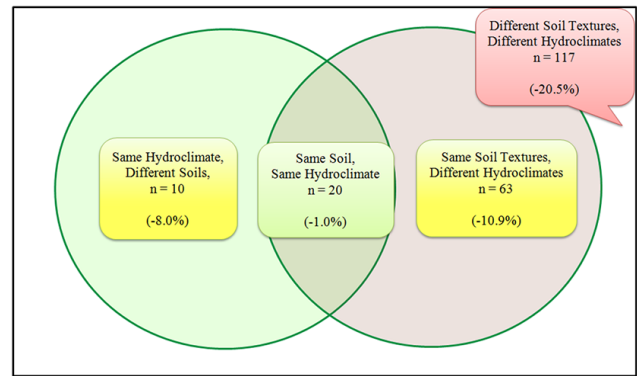 Different Soil Textures,
Different Hydroclimates
n = 117
(-20.5%)
Same Hydroclimate,
Different Soils,
n = 10
(-8.0%)
Same Soil,
Same Hydroclimate
n = 20
(-1.0%)
Same Soil Textures,
Different Hydroclimates
n = 63
(-10.9%)